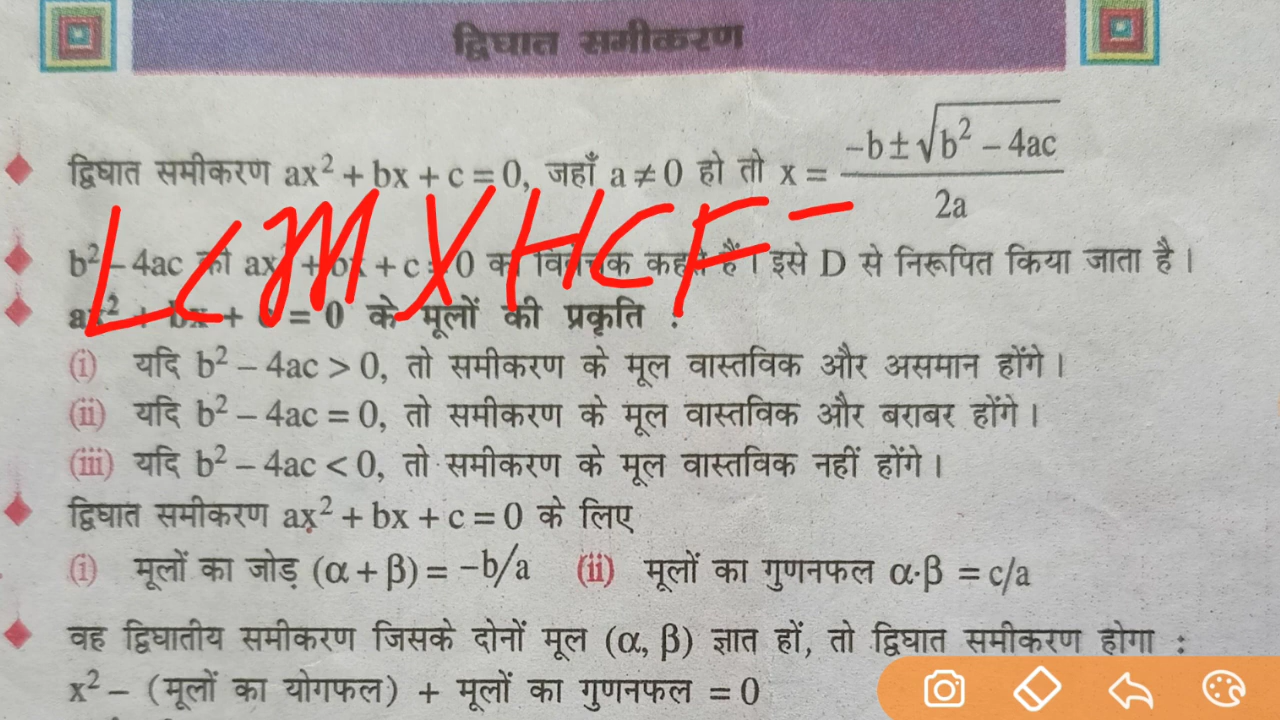 द्विघात समीकरण
द्विघात समीकरण ax² + bx + c = 0, जहाँ a ≠ 0 हो तो x = (-b ± √(b² – 4ac)) / 2a
LCM X HCF –
b² – 4ac को ax² + bx + c = 0 का विवेचक कहते हैं। इसे D से निरूपित किया जाता है।
ax² + bx + c = 0 के मूलों की प्रकृति :
(i) यदि b² – 4ac > 0, तो समीकरण के मूल वास्तविक और असमान होंगे।
(ii) यदि b² – 4ac = 0, तो समीकरण के मूल वास्तविक और बराबर होंगे।
(iii) यदि b² – 4ac < 0, तो समीकरण के मूल वास्तविक नहीं होंगे।
द्विघात समीकरण ax² + bx + c = 0 के लिए
(i) मूलों का जोड़ (α + β) = -b/a (ii) मूलों का गुणनफल α·β = c/a
वह द्विघातीय समीकरण जिसके दोनों मूल (α, β) ज्ञात हों, तो द्विघात समीकरण होगा :
x² – (मूलों का योगफल) + मूलों का गुणनफल = 0